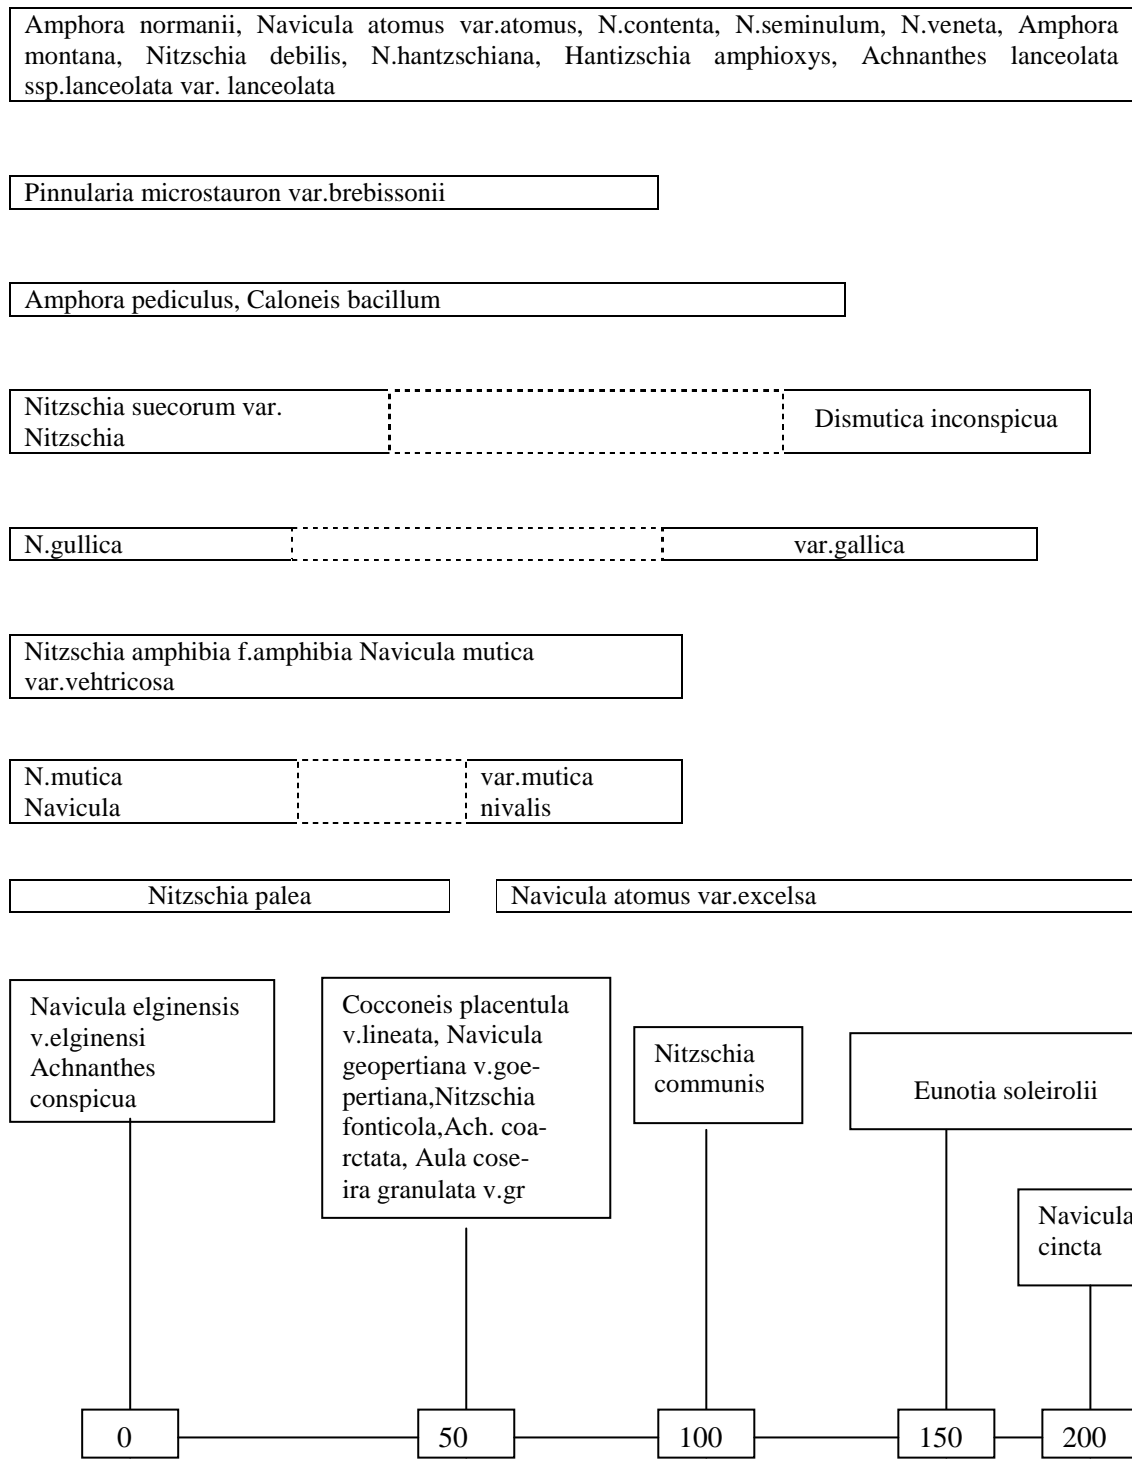 Amphora normanii, Navicula atomus var.atomus, N.contenta, N.seminulum, N.veneta, Amphora
montana, Nitzschia debilis, N.hantzschiana, Hantizschia amphioxys, Achnanthes lanceolata
ssp.lanceolata var. lanceolata
Pinnularia microstauron var.brebissonii
Amphora pediculus, Caloneis bacillum
Nitzschia suecorum var.
Nitzschia
Dismutica inconspicua
N.gullica
var.gallica
Nitzschia amphibia f.amphibia Navicula mutica
var.vehtricosa
N.mutica
Navicula
var.mutica
nivalis
Nitzschia palea
Navicula atomus var.excelsa
Navicula elginensis
v.elginensi
Achnanthes
conspicua
Cocconeis placentula
v.lineata, Navicula
geopertiana v.goe-
pertiana,Nitzschia
fonticola,Ach. coa-
rctata, Aula cose-
ira granulata v.gr
Nitzschia
communis
Eunotia soleirolii
Navicula
cincta
0
50
100
150
200